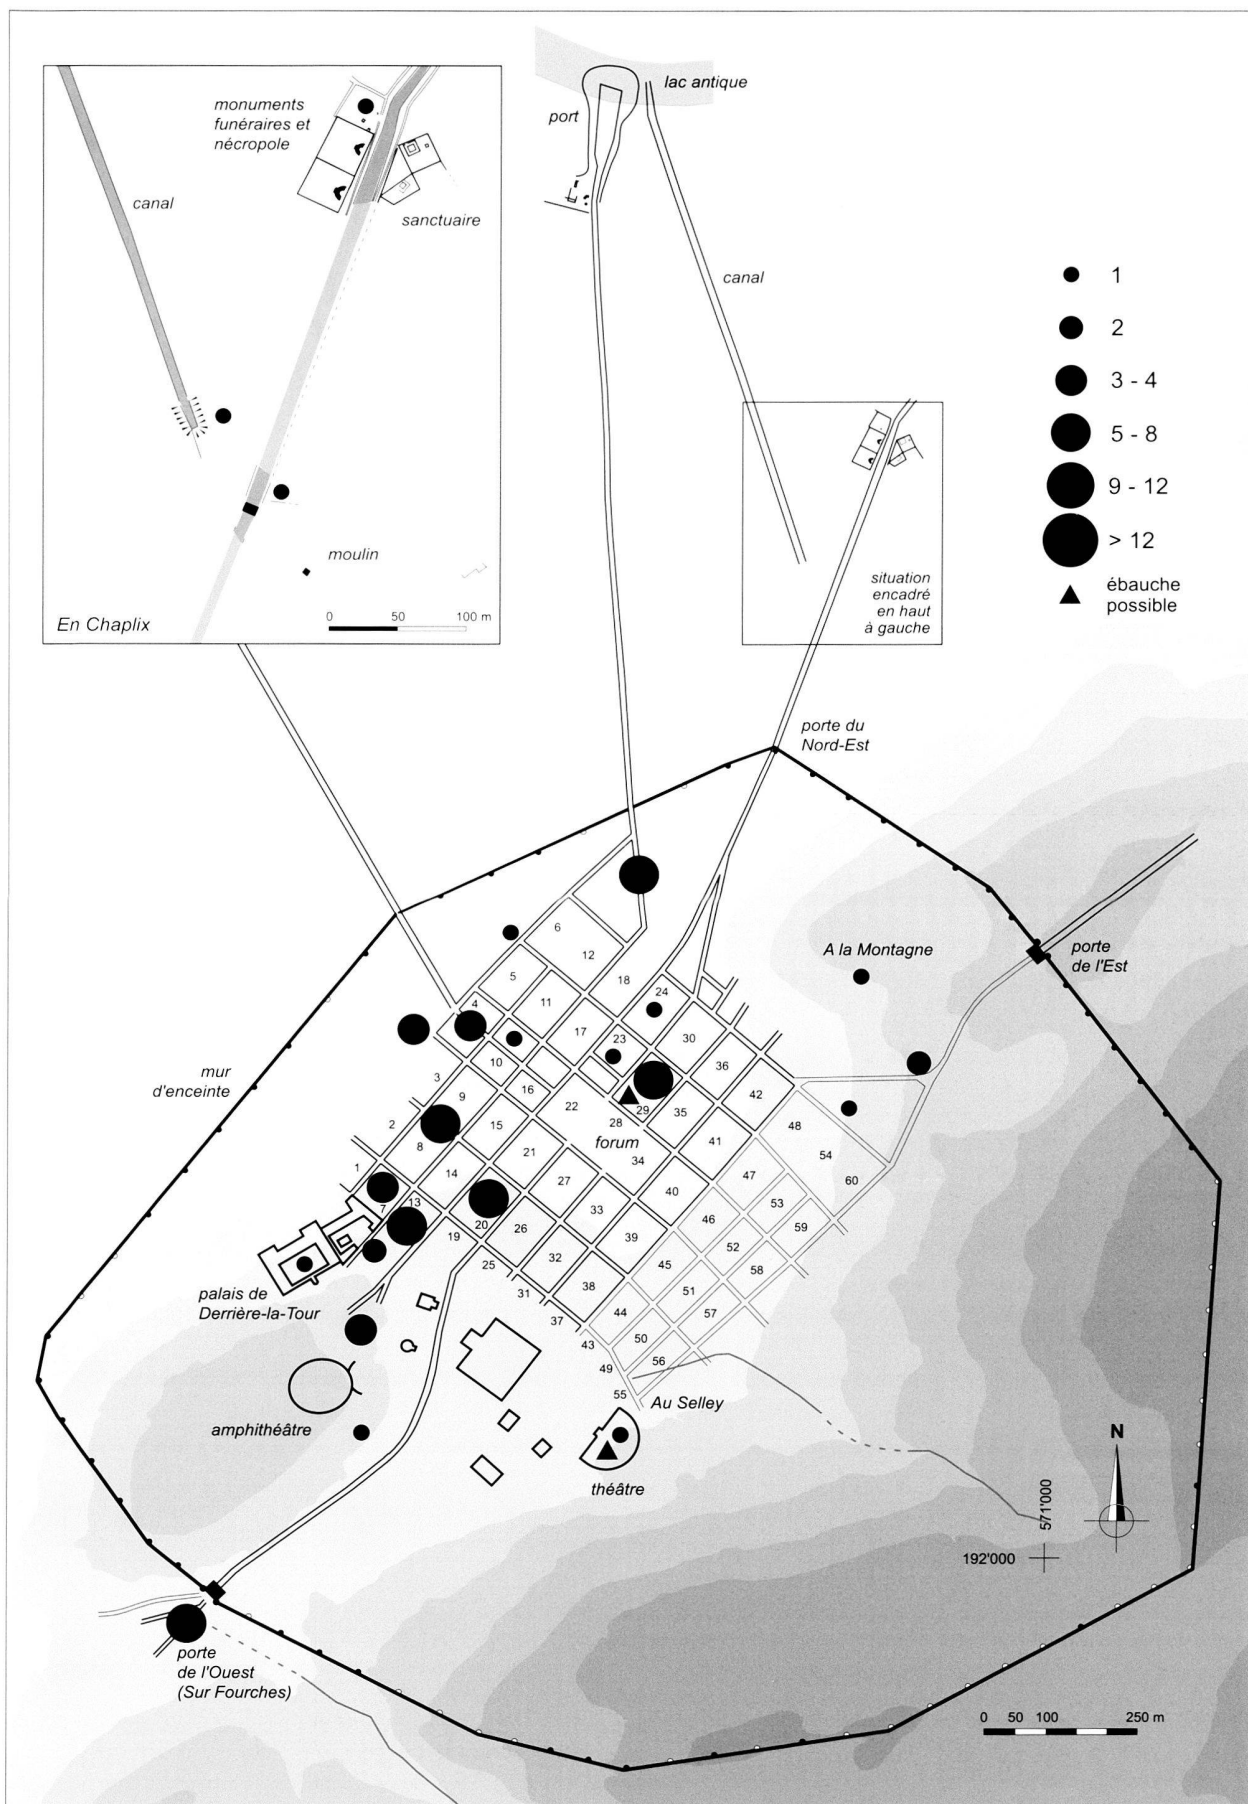 monuments
funéraires et
nécropole
canal
sanctuaire
moulin
En Chaplix
0 50 100 m
lac antique
port
canal
1
2
3 - 4
5 - 8
9 - 12
> 12
ébauche
possible
situation
encadré
en haut
à gauche
porte du
Nord-Est
A la Montagne
porte
de l'Est
mur
d'enceinte
6
12
5
18
24
4
11
17
23
30
10
36
3
16
42
9
22
29
35
28
2
15
48
forum
41
8
21
34
54
1
14
27
47
60
40
7
13
33
53
20
46
26
59
19
39
52
32
25
45
58
38
51
31
44
57
37
50
43
56
49
55
palais de
Derrière-la-Tour
amphithéâtre
Au Selley
théâtre
N
571'000
192'000
porte
de l'Ouest
(Sur Fourches)
0 50 100 250 m